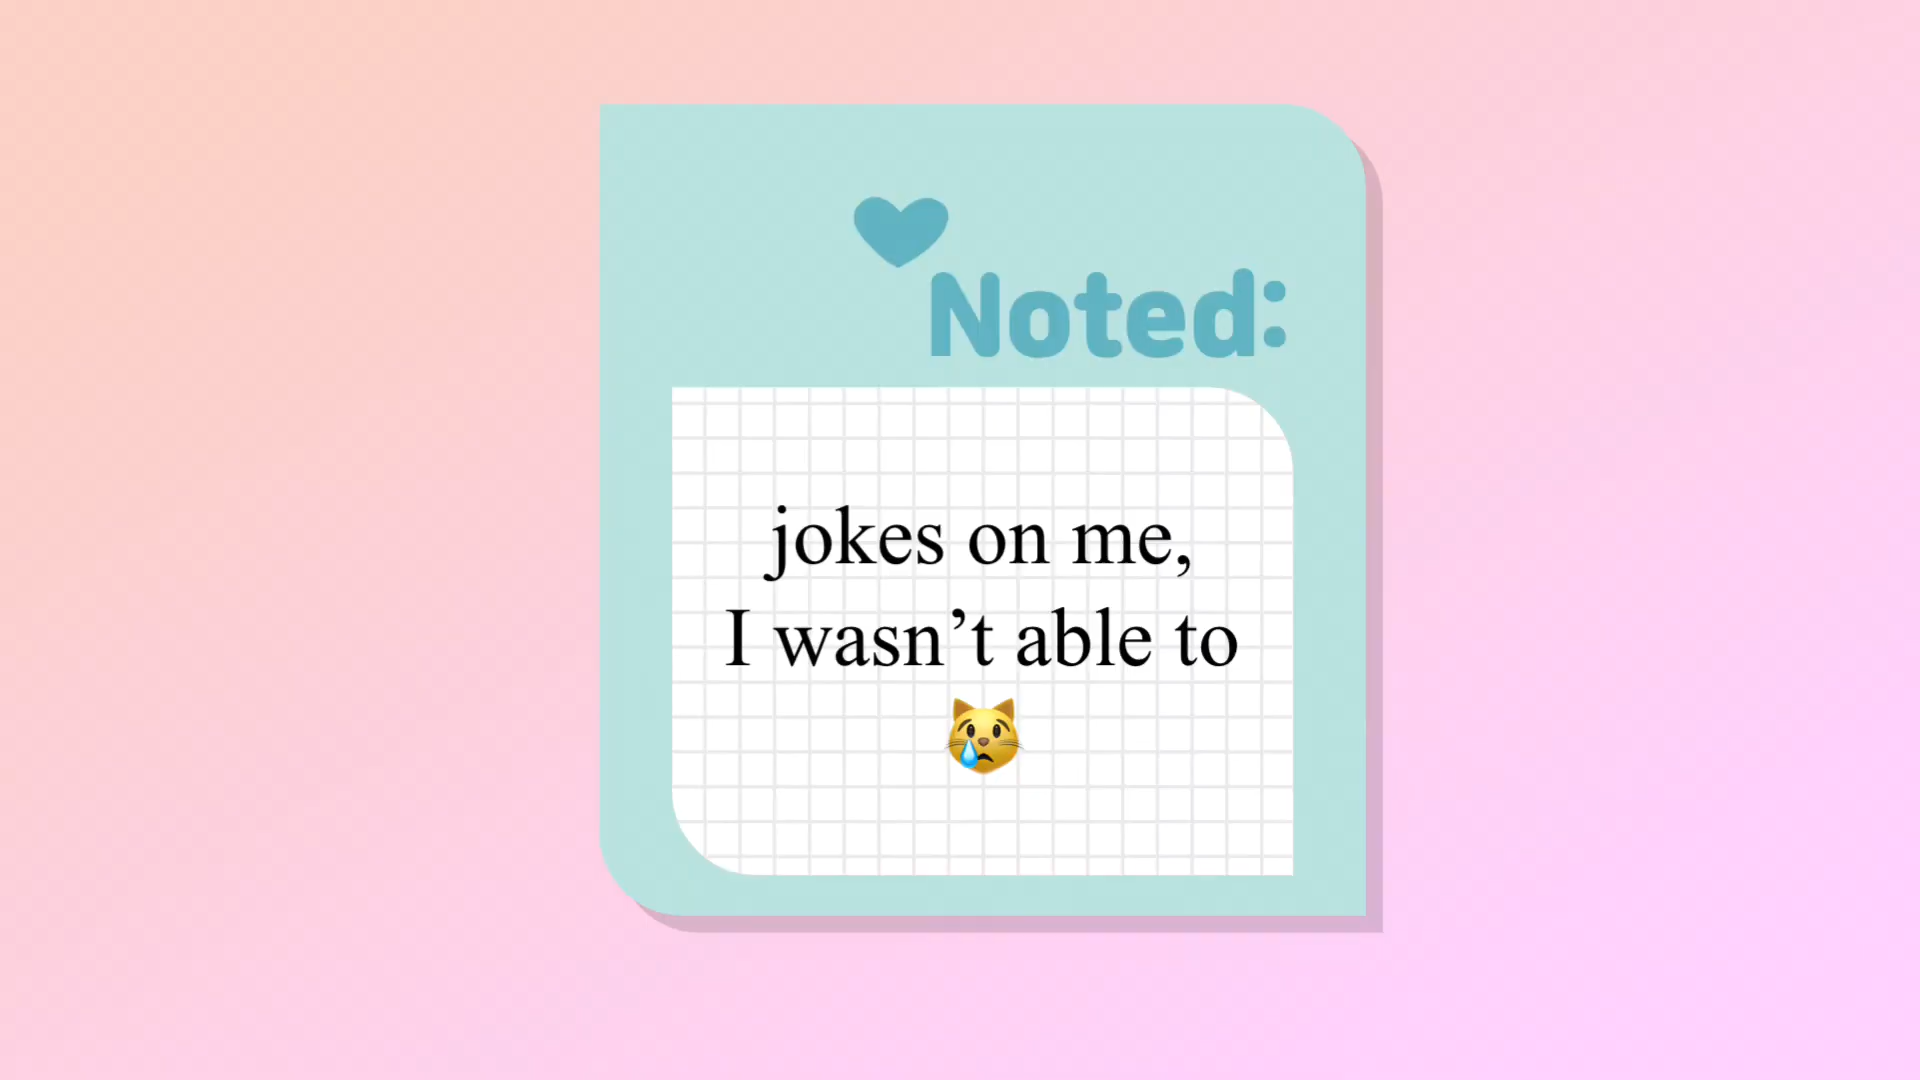 Noted:
jokes on me,
I wasn’t able to
😿